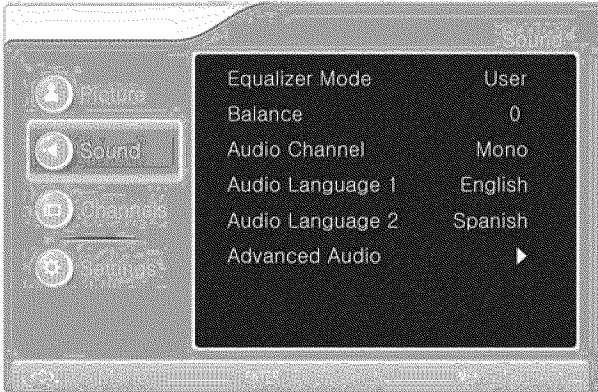 Sound
Picture
Sound
Channels
Settings
Equalizer Mode User
Balance 0
Audio Channel Mono
Audio Language 1 English
Audio Language 2 Spanish
Advanced Audio